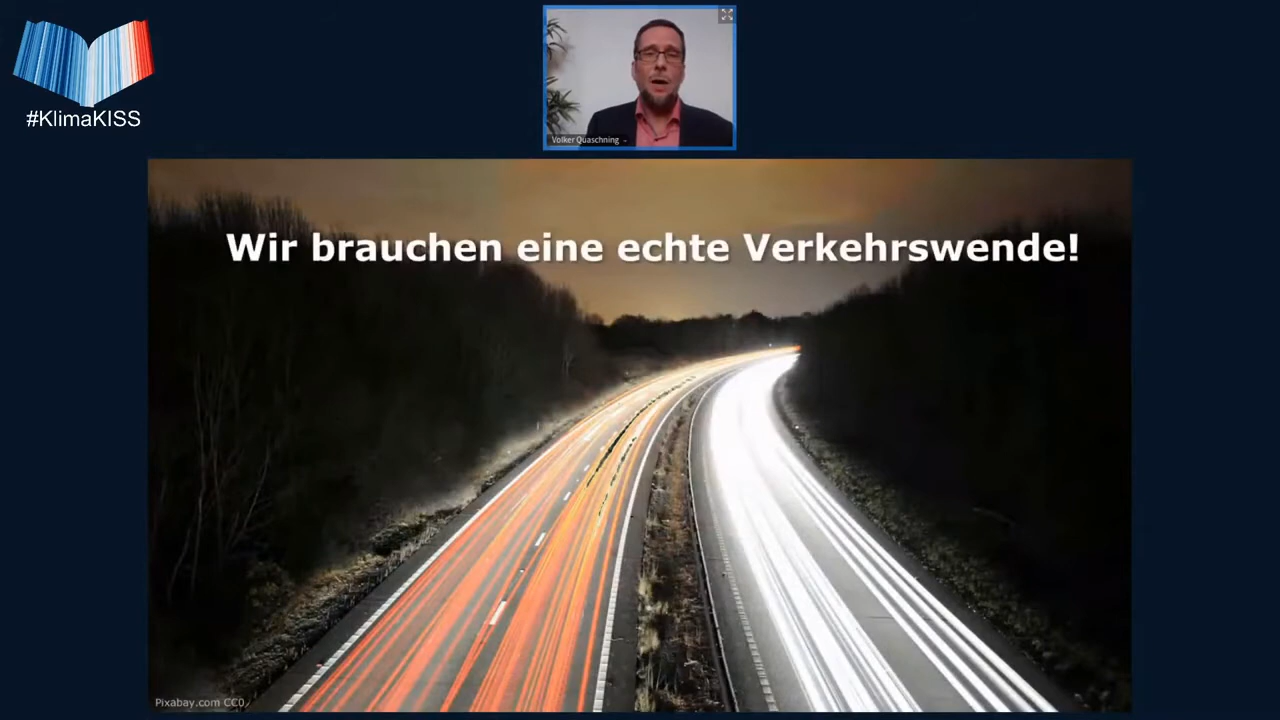 #KlimaKISS
Volker Quaschning
Wir brauchen eine echte Verkehrswende!
Pixabay.com CC0